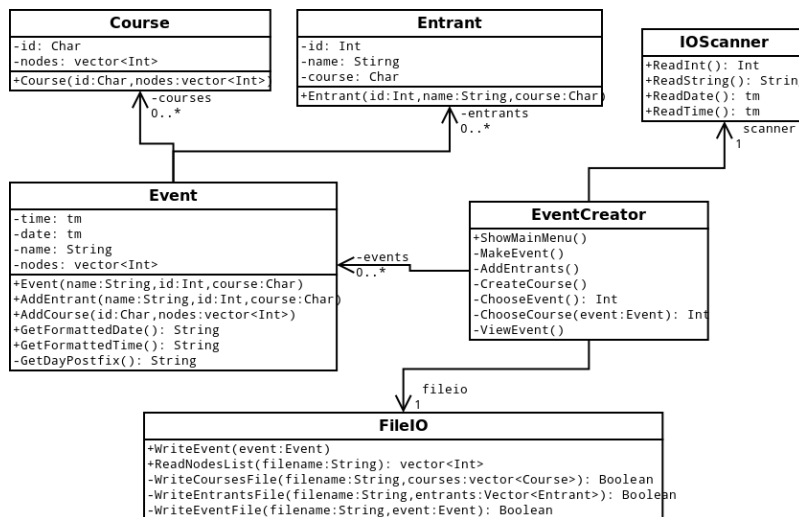 Course
-id: Char
-nodes: vector<Int>
+Course(id:Char,nodes:vector<Int>)
Entrant
-id: Int
-name: Stirng
-course: Char
+Entrant(id:Int,name:String,course:Char)
IOScanner
+ReadInt(): Int
+ReadString(): String
+ReadDate(): tm
+ReadTime(): tm
-courses
0..*
-entrants
0..*
scanner
1
Event
-time: tm
-date: tm
-name: String
-nodes: vector<Int>
+Event(name:String,id:Int,course:Char)
+AddEntrant(name:String,id:Int,course:Char)
+AddCourse(id:Char,nodes:vector<Int>)
+GetFormattedDate(): String
+GetFormattedTime(): String
-GetDayPostfix(): String
-events
0..*
EventCreator
+ShowMainMenu()
-MakeEvent()
-AddEntrants()
-CreateCourse()
-ChooseEvent(): Int
-ChooseCourse(event:Event): Int
-ViewEvent()
fileio
1
FileIO
+WriteEvent(event:Event)
+ReadNodesList(filename:String): vector<Int>
-WriteCoursesFile(filename:String,courses:vector<Course>): Boolean
-WriteEntrantsFile(filename:String,entrants:Vector<Entrant>): Boolean
-WriteEventFile(filename:String,event:Event): Boolean